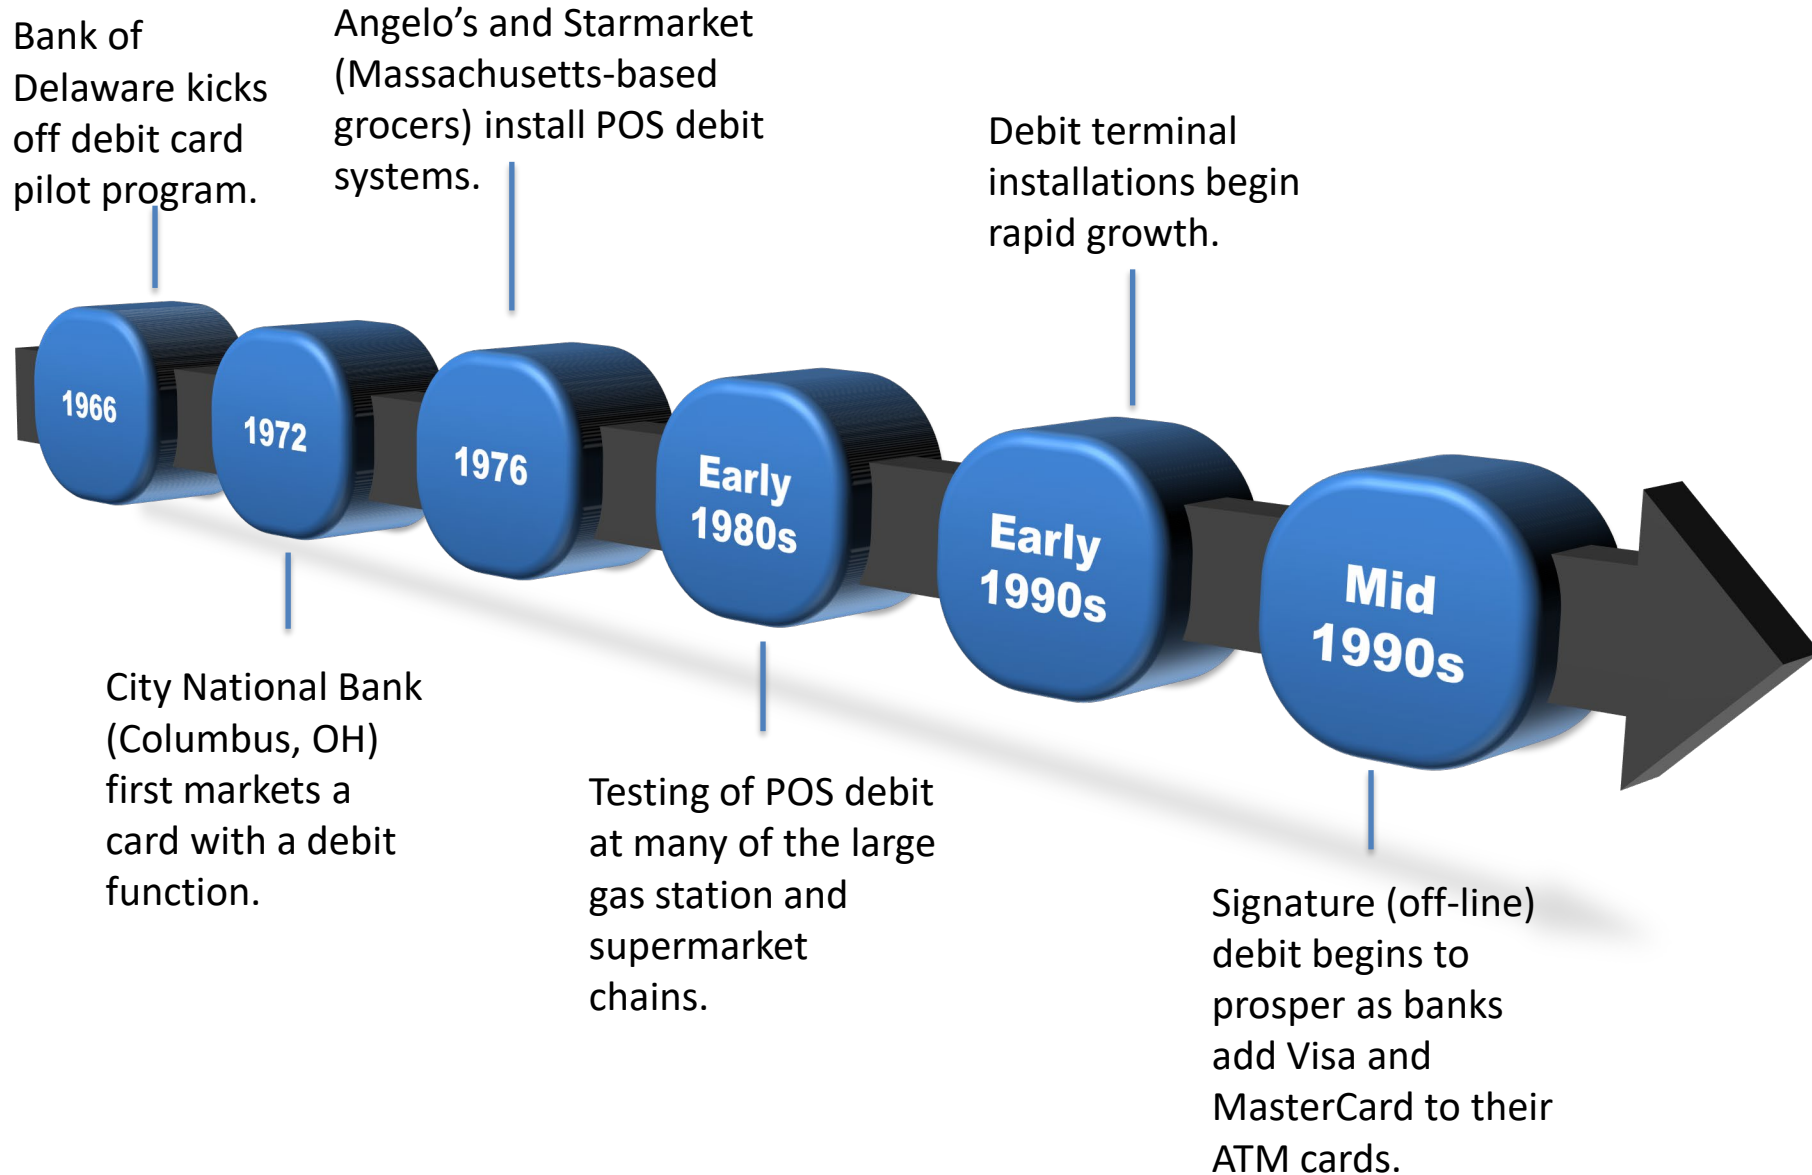 Bank of
Delaware kicks
off debit card
pilot program.
Angelo’s and Starmarket
(Massachusetts-based
grocers) install POS debit
systems.
Debit terminal
installations begin
rapid growth.
1966
1972
1976
Early
1980s
Early
1990s
Mid
1990s
City National Bank
(Columbus, OH)
first markets a
card with a debit
function.
Testing of POS debit
at many of the large
gas station and
supermarket
chains.
Signature (off-line)
debit begins to
prosper as banks
add Visa and
MasterCard to their
ATM cards.